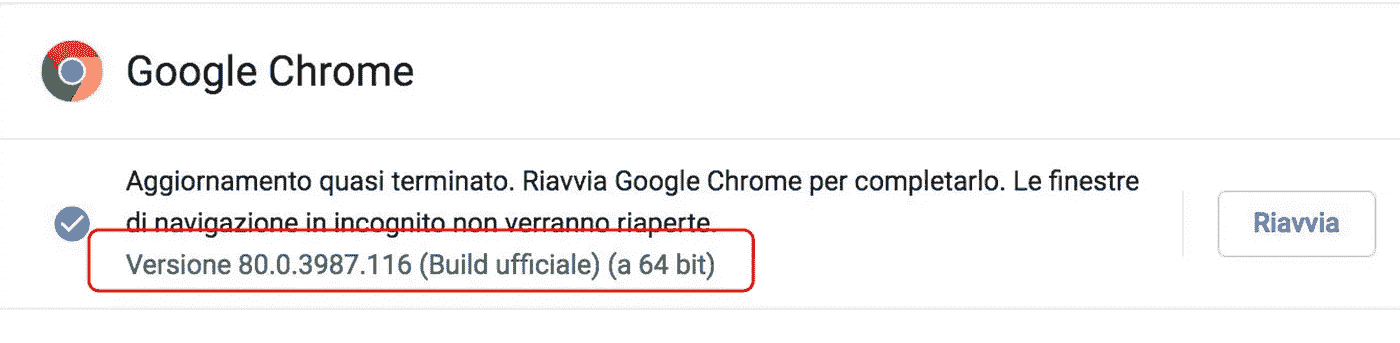 Google Chrome
Aggiornamento quasi terminato. Riavvia Google Chrome per completarlo. Le finestre
di navigazione in incognito non verranno riaperte.
Riavvia
Versione 80.0.3987.116 (Build ufficiale) (a 64 bit)